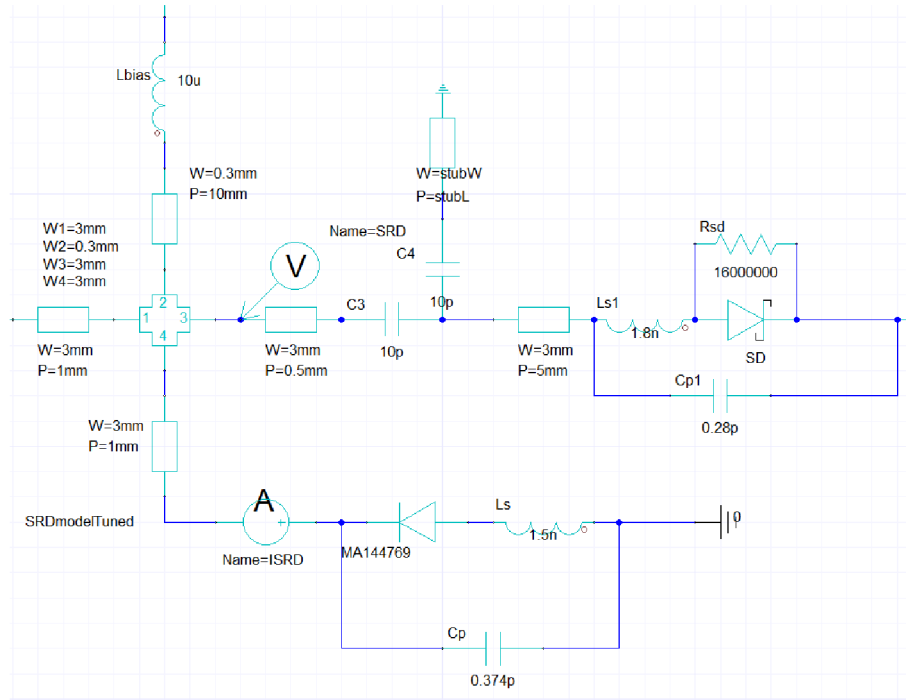 Lbias
10u
W=0.3mm
P=10mm
W=stubW
P=stubL
W1=3mm
W2=0.3mm
W3=3mm
W4=3mm
Name=SRD
C4
10p
V
Rsd
16000000
1
2
3
4
C3
10p
Ls1
1.8n
W=3mm
P=1mm
W=3mm
P=0.5mm
W=3mm
P=5mm
SD
Cp1
0.28p
W=3mm
P=1mm
SRDmodelTuned
A
+
Name=ISRD
MA144769
Ls
1.5n
0
Cp
0.374p